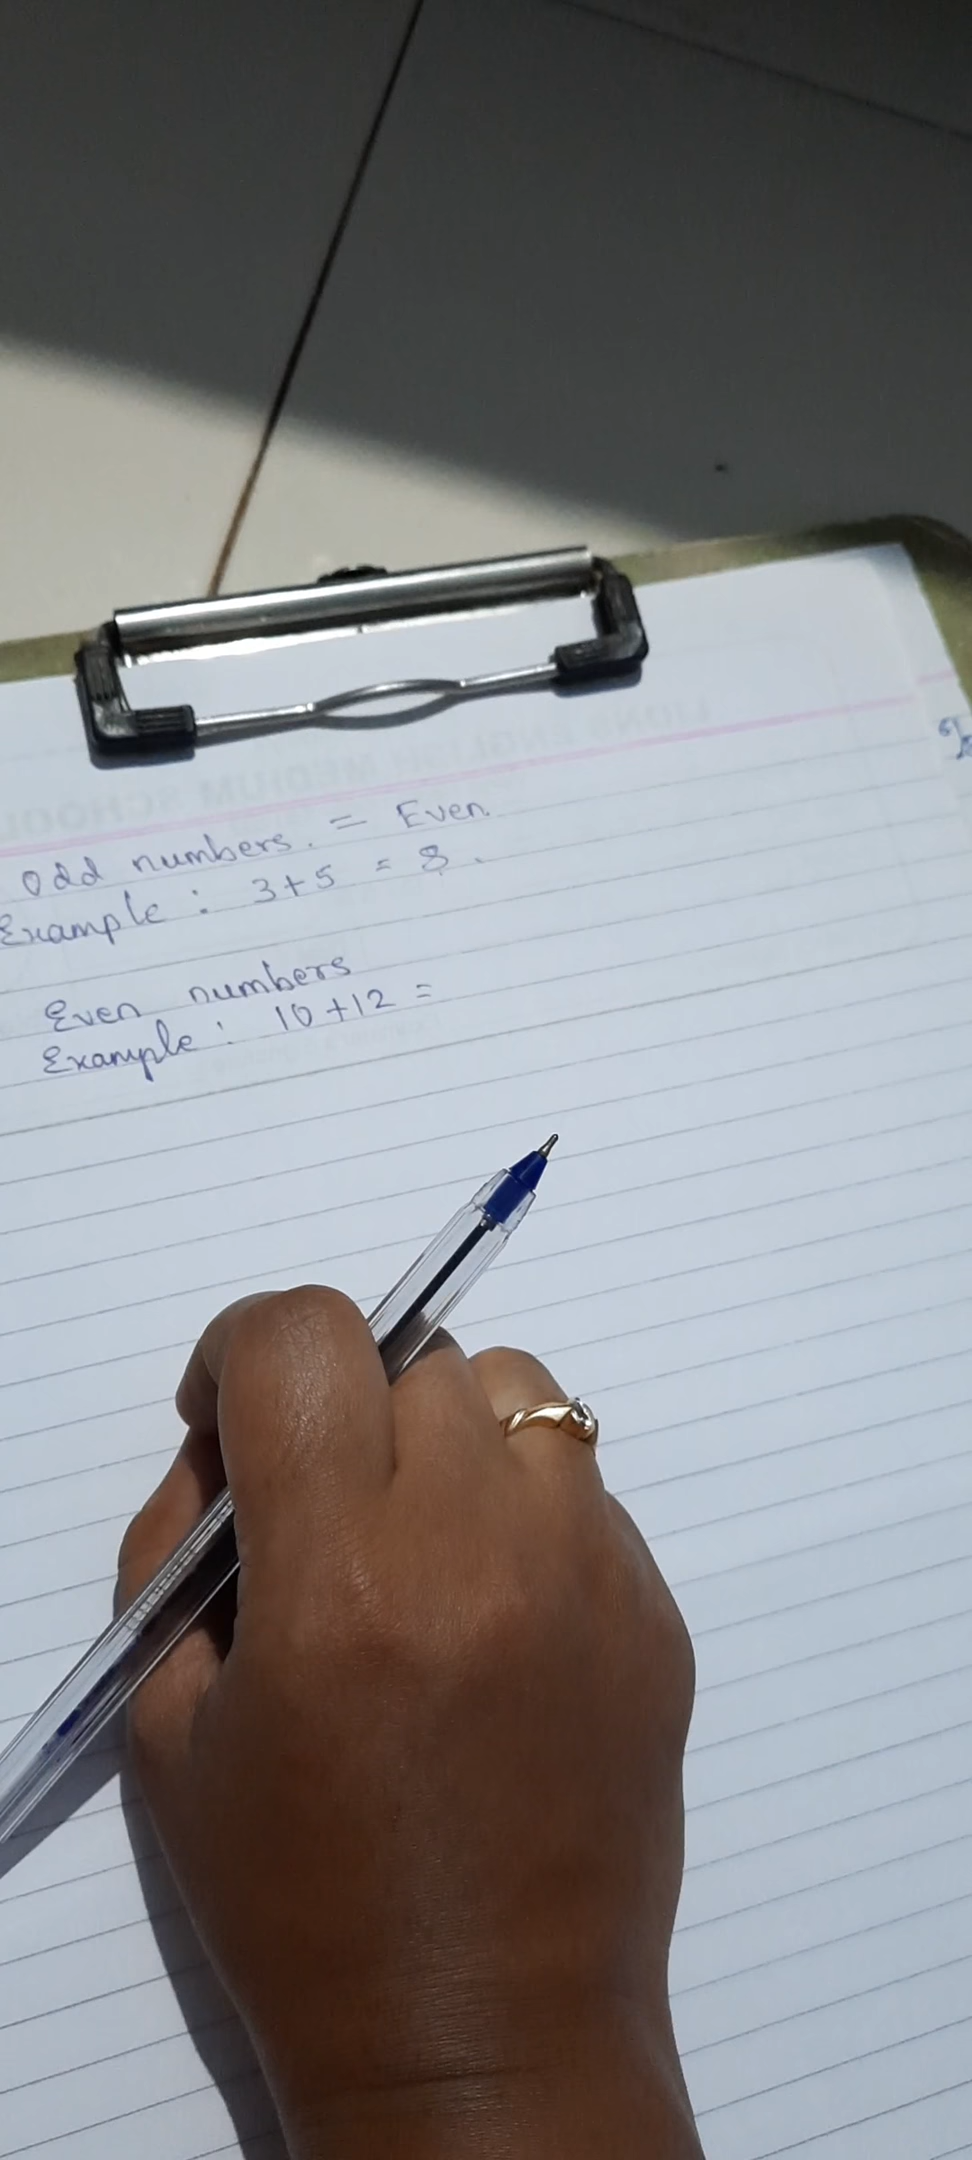 Odd numbers. = Even.
Example : 3+5 = 8.
Even numbers
Example : 10+12 =